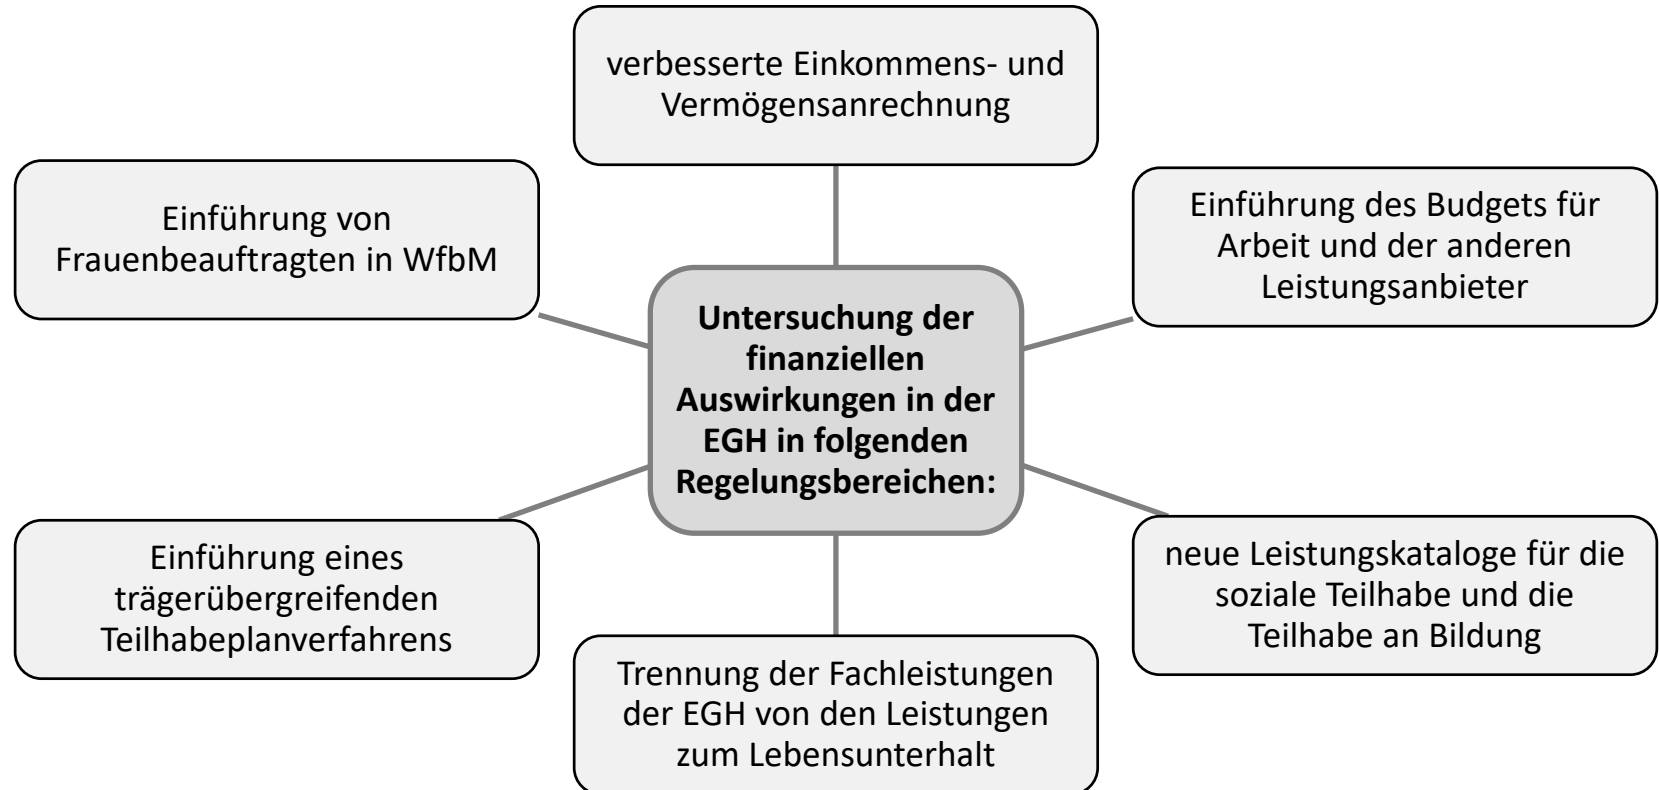 verbesserte Einkommens- und
Vermögensanrechnung
Einführung von
Frauenbeauftragten in WfbM
Einführung des Budgets für
Arbeit und der anderen
Leistungsanbieter
Untersuchung der
finanziellen
Auswirkungen in der
EGH in folgenden
Regelungsbereichen:
Einführung eines
trägerübergreifenden
Teilhabeplanverfahrens
neue Leistungskataloge für die
soziale Teilhabe und die
Teilhabe an Bildung
Trennung der Fachleistungen
der EGH von den Leistungen
zum Lebensunterhalt